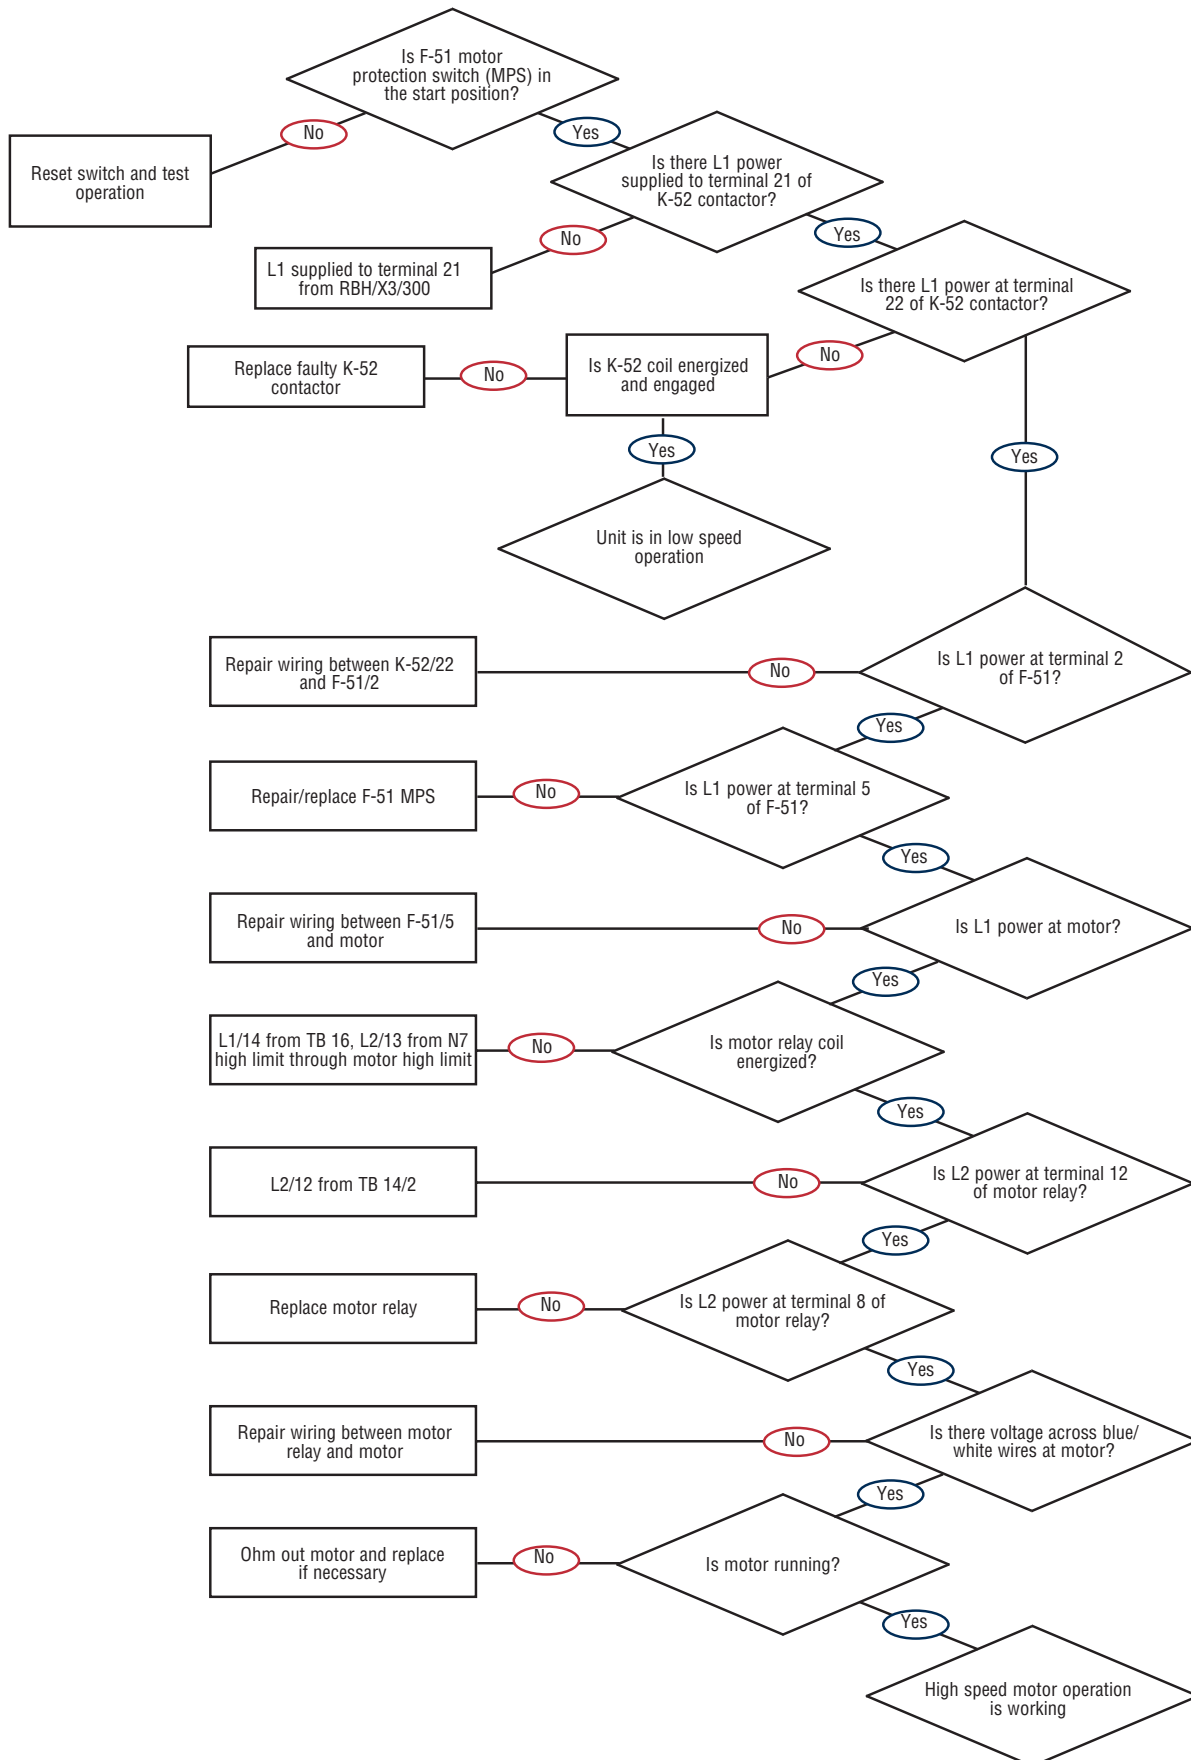 Is F-51 motor
protection switch (MPS) in
the start position?
No
Yes
Reset switch and test
operation
Is there L1 power
supplied to terminal 21 of
K-52 contactor?
No
Yes
L1 supplied to terminal 21
from RBH/X3/300
Is there L1 power at terminal
22 of K-52 contactor?
No
Is K-52 coil energized
and engaged
No
Replace faulty K-52
contactor
Yes
Yes
Unit is in low speed
operation
Is L1 power at terminal 2
of F-51?
No
Repair wiring between K-52/22
and F-51/2
Yes
Is L1 power at terminal 5
of F-51?
No
Repair/replace F-51 MPS
Yes
Is L1 power at motor?
No
Repair wiring between F-51/5
and motor
Yes
Is motor relay coil
energized?
No
L1/14 from TB 16, L2/13 from N7
high limit through motor high limit
Yes
Is L2 power at terminal 12
of motor relay?
No
L2/12 from TB 14/2
Yes
Is L2 power at terminal 8 of
motor relay?
No
Replace motor relay
Yes
Is there voltage across blue/
white wires at motor?
No
Repair wiring between motor
relay and motor
Yes
Is motor running?
No
Ohm out motor and replace
if necessary
Yes
High speed motor operation
is working